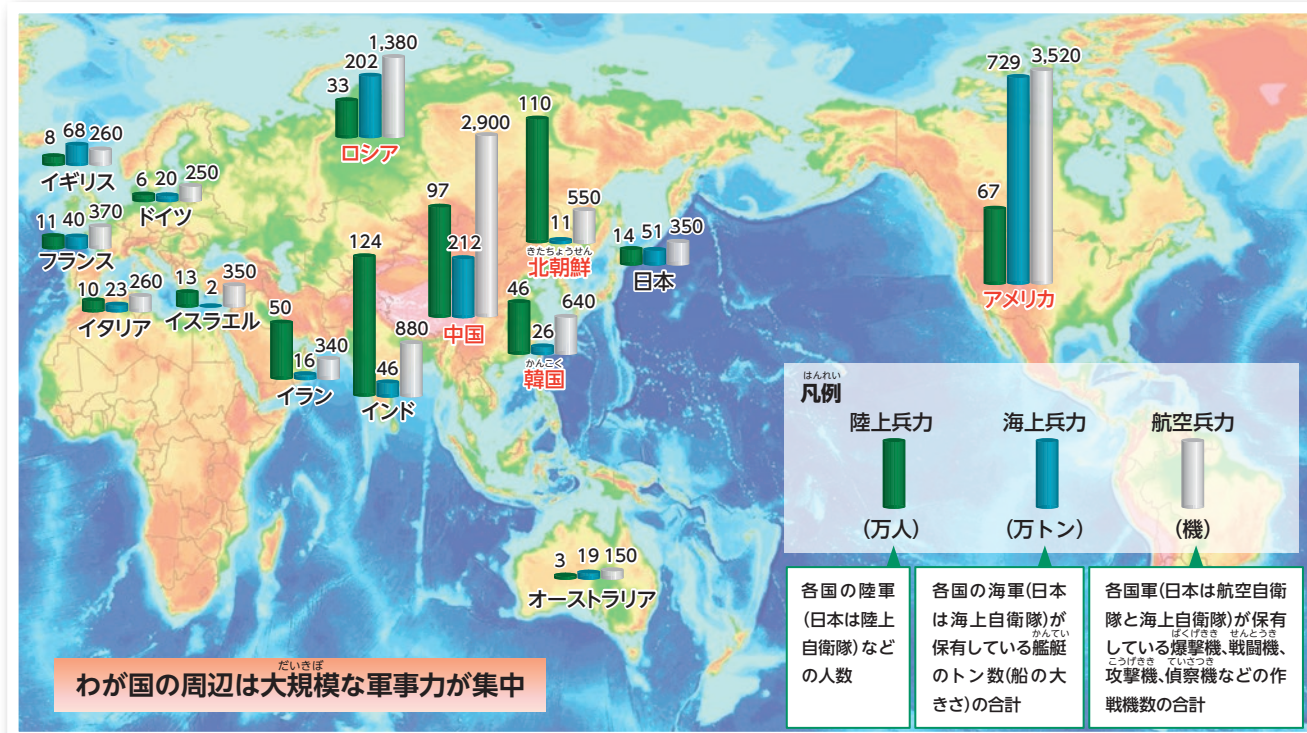 1,380
202
33
ロシア
8 68 260
イギリス
6 20 250
ドイツ
11 40 370
フランス
10 23 260
イタリア
13 2 350
イスラエル
50
16 340
イラン
124
46
880
インド
2,900
97
212
中国
110
11
550
きたちょうせん
北朝鮮
14 51 350
日本
46
26
640
かんこく
韓国
3 19 150
オーストラリア
729 3,520
67
アメリカ
はんれい
凡例
陸上兵力 海上兵力 航空兵力
(万人) (万トン) (機)
各国の陸軍
(日本は陸上
自衛隊)などの
の人数
各国の海軍(日本
は海上自衛隊)が
かんてい
保有している艦艇
のトン数(船の大
きさ)の合計
各国軍(日本は航空自衛
隊と海上自衛隊)が保有
ばくげきき せんとうき
している爆撃機、戦闘機、
こうげきき ていさつき
攻撃機、偵察機などの作
戦機数の合計
だいきぼ
わが国の周辺は大規模な軍事力が集中